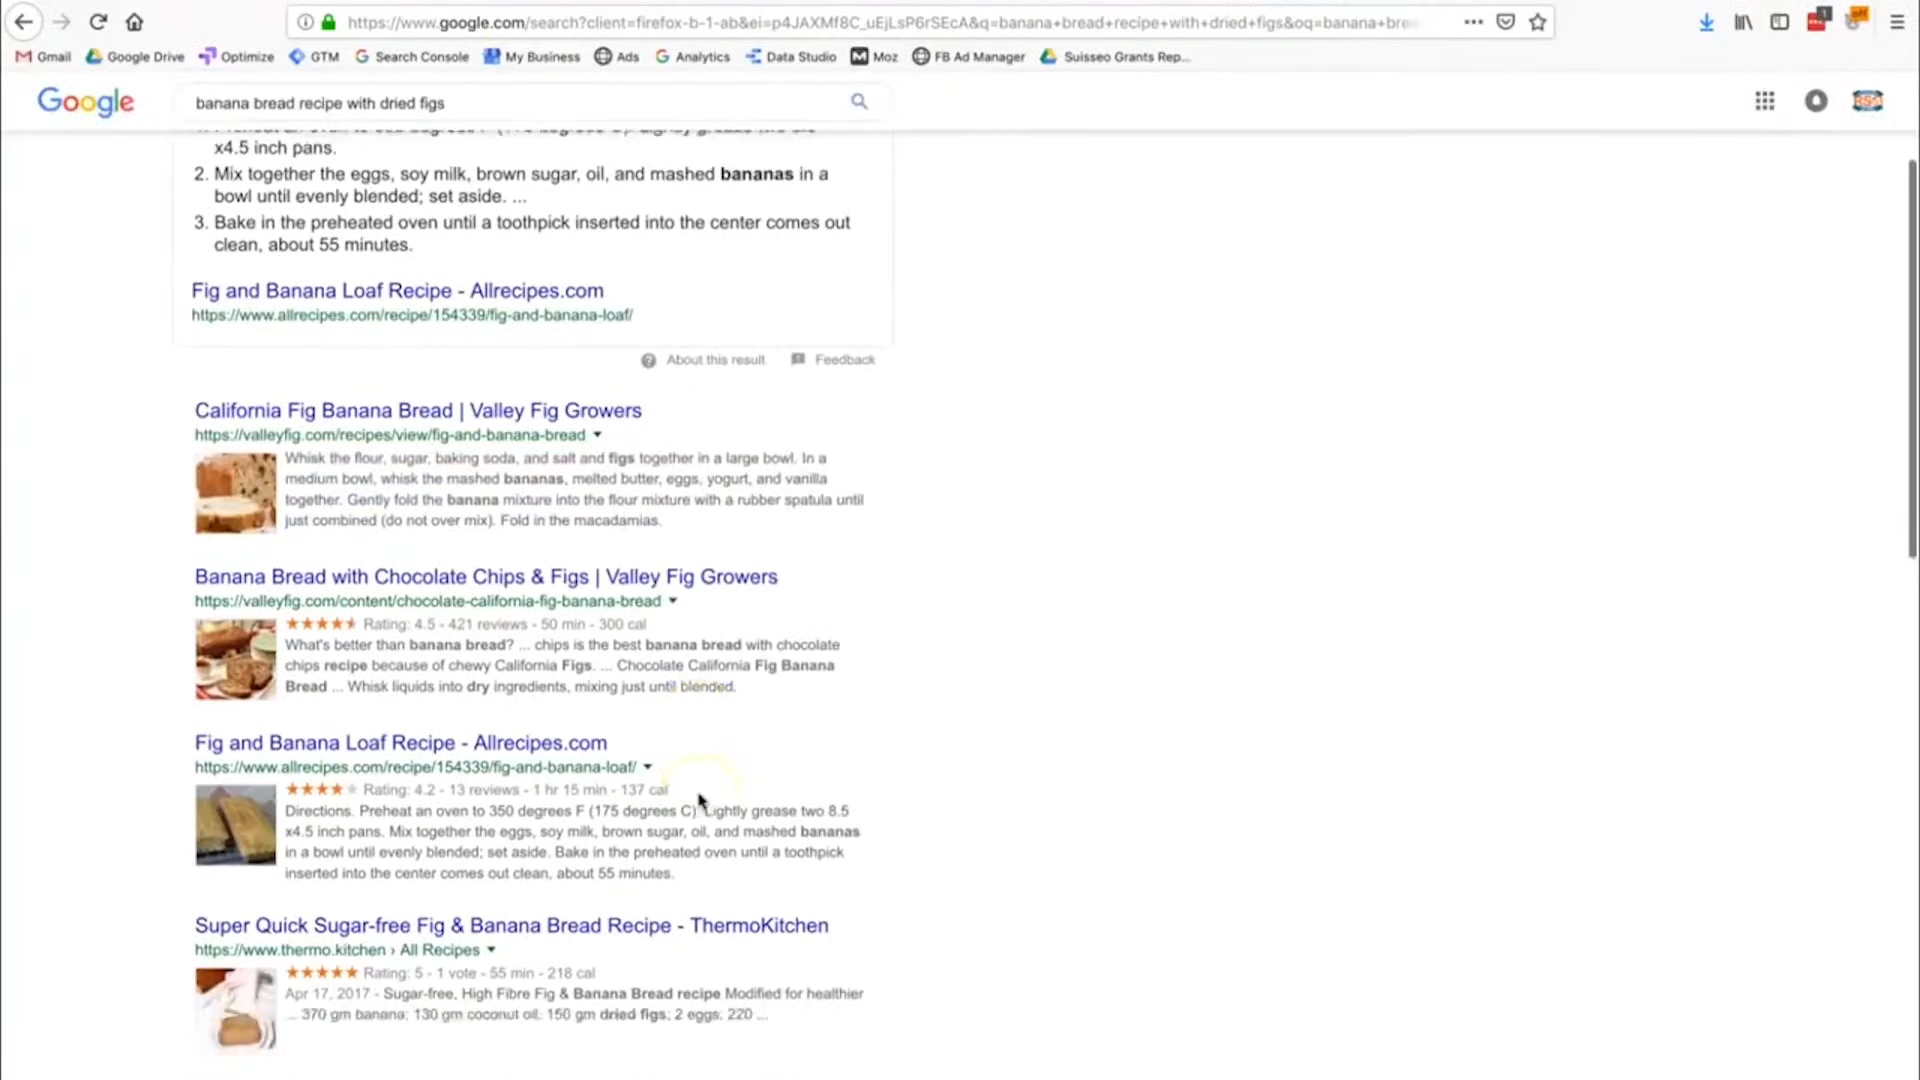 https://www.google.com/search?client=firefox-b-1-ab&ei=p4JAXMf8C_uEjLsP6rSEcA&q=banana+bread+recipe+with+dried+figs&oq=banana+bre
Gmail Google Drive Optimize GTM Search Console My Business Ads Analytics Data Studio Moz FB Ad Manager Suisseo Grants Rep...
Google banana bread recipe with dried figs
x4.5 inch pans.
2. Mix together the eggs, soy milk, brown sugar, oil, and mashed bananas in a
bowl until evenly blended; set aside. ...
3. Bake in the preheated oven until a toothpick inserted into the center comes out
clean, about 55 minutes.
Fig and Banana Loaf Recipe - Allrecipes.com
https://www.allrecipes.com/recipe/154339/fig-and-banana-loaf/
About this result Feedback
California Fig Banana Bread | Valley Fig Growers
https://valleyfig.com/recipes/view/fig-and-banana-bread
Whisk the flour, sugar, baking soda, and salt and figs together in a large bowl. In a
medium bowl, whisk the mashed bananas, melted butter, eggs, yogurt, and vanilla
together. Gently fold the banana mixture into the flour mixture with a rubber spatula until
just combined (do not over mix). Fold in the macadamias.
Banana Bread with Chocolate Chips & Figs | Valley Fig Growers
https://valleyfig.com/content/chocolate-california-fig-banana-bread
Rating: 4.5 - 421 reviews - 50 min - 300 cal
What's better than banana bread? ... chips is the best banana bread with chocolate
chips recipe because of chewy California Figs. ... Chocolate California Fig Banana
Bread ... Whisk liquids into dry ingredients, mixing just until blended.
Fig and Banana Loaf Recipe - Allrecipes.com
https://www.allrecipes.com/recipe/154339/fig-and-banana-loaf/
Rating: 4.2 - 13 reviews - 1 hr 15 min - 137 cal
Directions. Preheat an oven to 350 degrees F (175 degrees C) Lightly grease two 8.5
x4.5 inch pans. Mix together the eggs, soy milk, brown sugar, oil, and mashed bananas
in a bowl until evenly blended; set aside. Bake in the preheated oven until a toothpick
inserted into the center comes out clean, about 55 minutes.
Super Quick Sugar-free Fig & Banana Bread Recipe - ThermoKitchen
https://www.thermo.kitchen › All Recipes
Rating: 5 - 1 vote - 55 min - 218 cal
Apr 17, 2017 - Sugar-free, High Fibre Fig & Banana Bread recipe Modified for healthier
... 370 gm banana; 130 gm coconut oil; 150 gm dried figs; 2 eggs; 220 ...